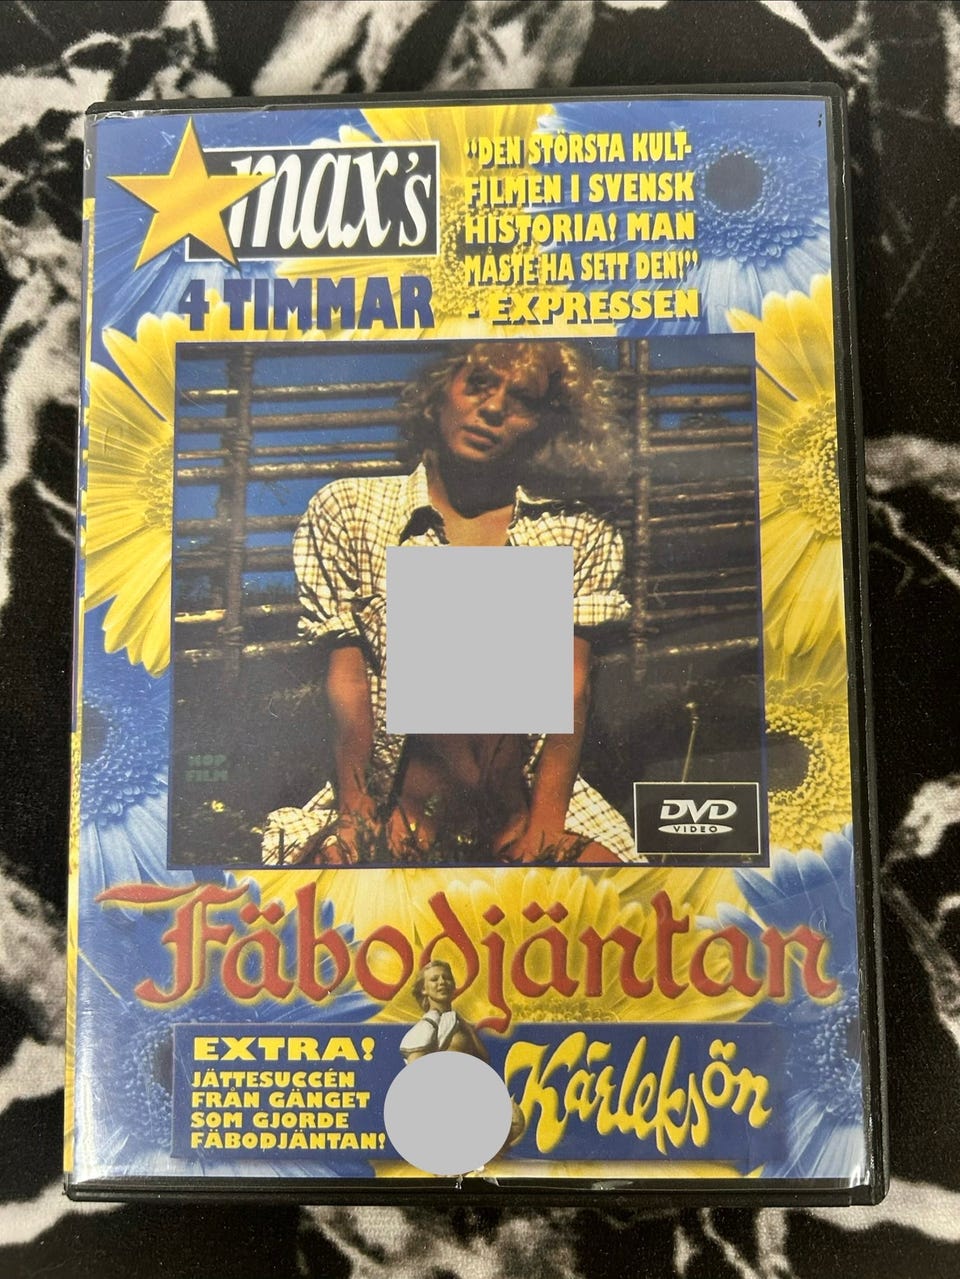 max's
4 TIMMAR
"DEN STÖRSTA KULT-
FILMEN I SVENSK
HISTORIA! MAN
MÅSTE HA SETT DEN!"
- EXPRESSEN
HOP
FILM
DVD
VIDEO
Fäbodjäntan
EXTRA!
JÄTTESUCCÉN
FRÅN GÄNGET
SOM GJORDE
FÄBODJÄNTAN!
Kärleksön